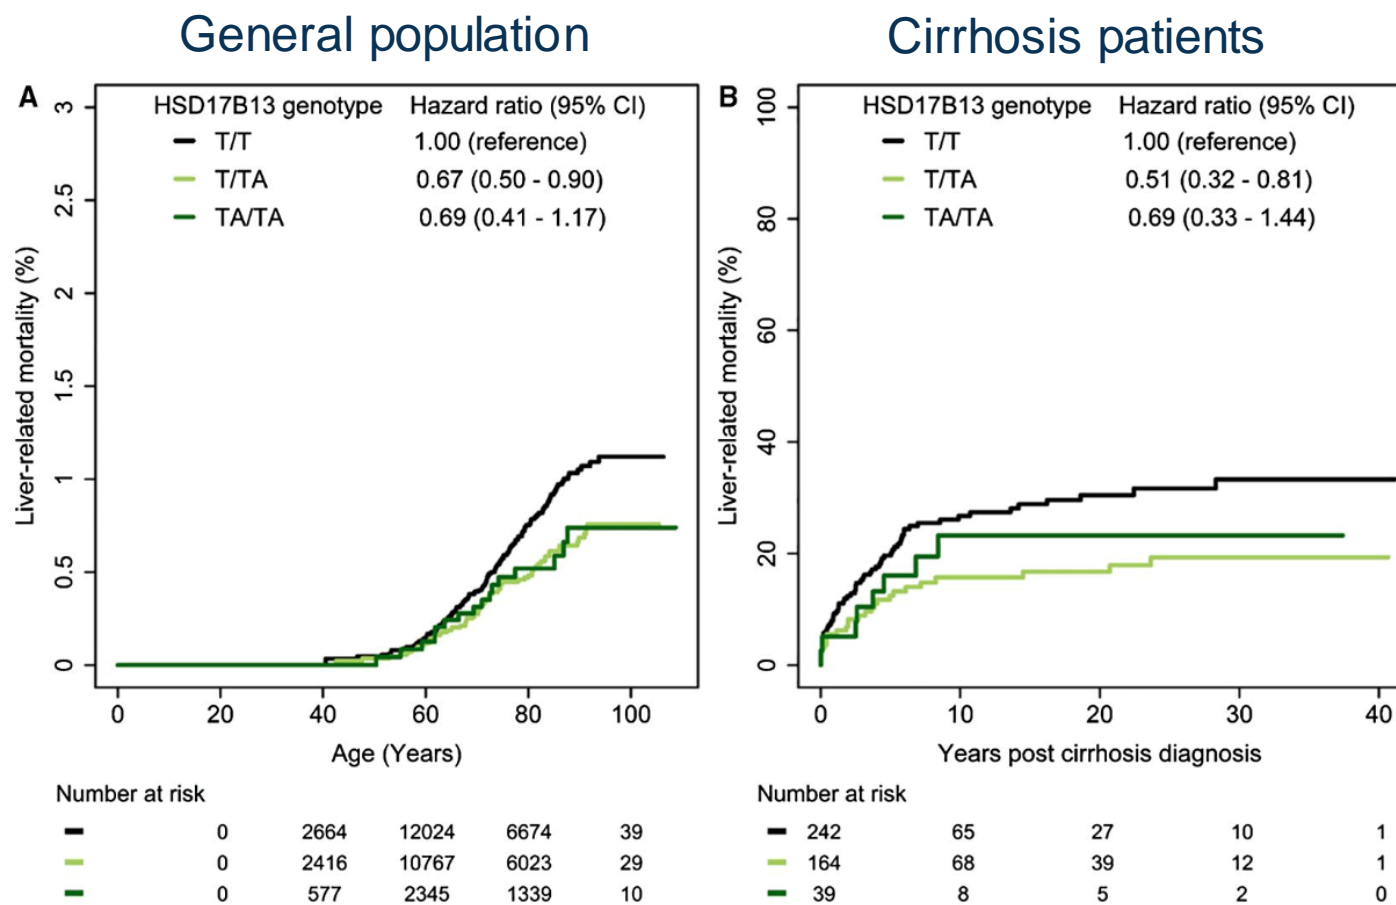 General population
Cirrhosis patients
A
HSD17B13 genotype Hazard ratio (95% CI)
T/T 1.00 (reference)
T/TA 0.67 (0.50 - 0.90)
TA/TA 0.69 (0.41 - 1.17)
Liver-related mortality (%)
3
2.5
2
1.5
1
0.5
0
0 20 40 60 80 100
Age (Years)
Number at risk
0 2664 12024 6674 39
0 2416 10767 6023 29
0 577 2345 1339 10
B
HSD17B13 genotype Hazard ratio (95% CI)
T/T 1.00 (reference)
T/TA 0.51 (0.32 - 0.81)
TA/TA 0.69 (0.33 - 1.44)
Liver-related mortality (%)
100
80
60
40
20
0
0 10 20 30 40
Years post cirrhosis diagnosis
Number at risk
242 65 27 10 1
164 68 39 12 1
39 8 5 2 0